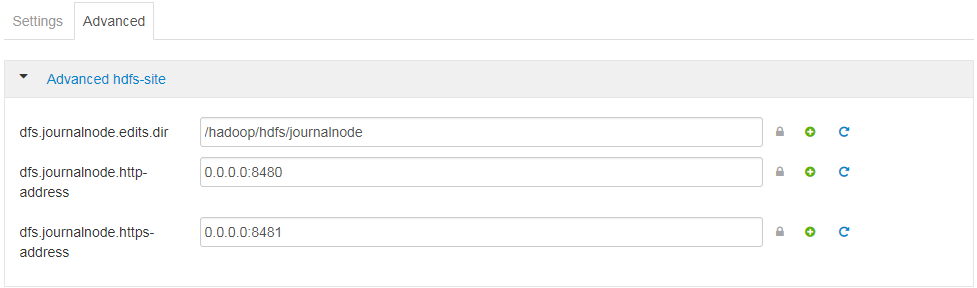 Settings
Advanced
Advanced hdfs-site
dfs.journalnode.edits.dir
/hadoop/hdfs/journalnode
dfs.journalnode.http-
address
0.0.0.0:8480
dfs.journalnode.https-
address
0.0.0.0:8481